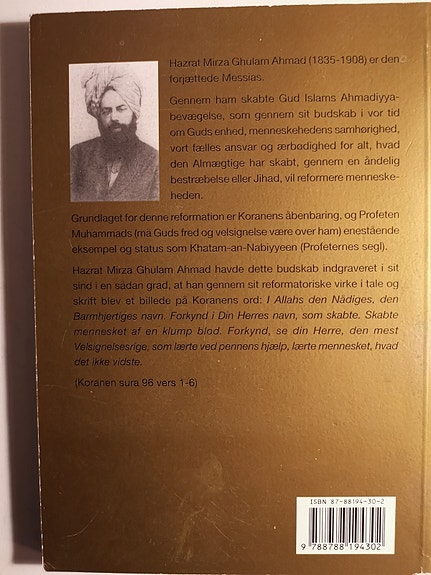 Hazrat Mirza Ghulam Ahmad (1835-1908) er den
forjættede Messias.
Gennem ham skabte Gud Islams Ahmadiyya-
bevægelse, som gennem sit budskab i vor tid
om Guds enhed, menneskehedens samhørighed,
vort fælles ansvar og ærbødighed for alt, hvad
den Almægtige har skabt, gennem en åndelig
bestræbelse eller Jihad, vil reformere menneske-
heden.
Grundlaget for denne reformation er Koranens åbenbaring, og Profeten
Muhammads (må Guds fred og velsignelse være over ham) enestående
eksempel og status som Khatam-an-Nabiyyeen (Profeternes segl).
Hazrat Mirza Ghulam Ahmad havde dette budskab indgraveret i sit
sind i en sådan grad, at han gennem sit reformatoriske virke i tale og
skrift blev et billede på Koranens ord: I Allahs den Nådiges, den
Barmhjertiges navn. Forkynd i Din Herres navn, som skabte. Skabte
mennesket af en klump blod. Forkynd, se din Herre, den mest
Velsignelsesrige, som lærte ved pennens hjælp, lærte mennesket, hvad
det ikke vidste.
(Koranen sura 96 vers 1-6)
ISBN 87-88194-30-2
9 788788 194302